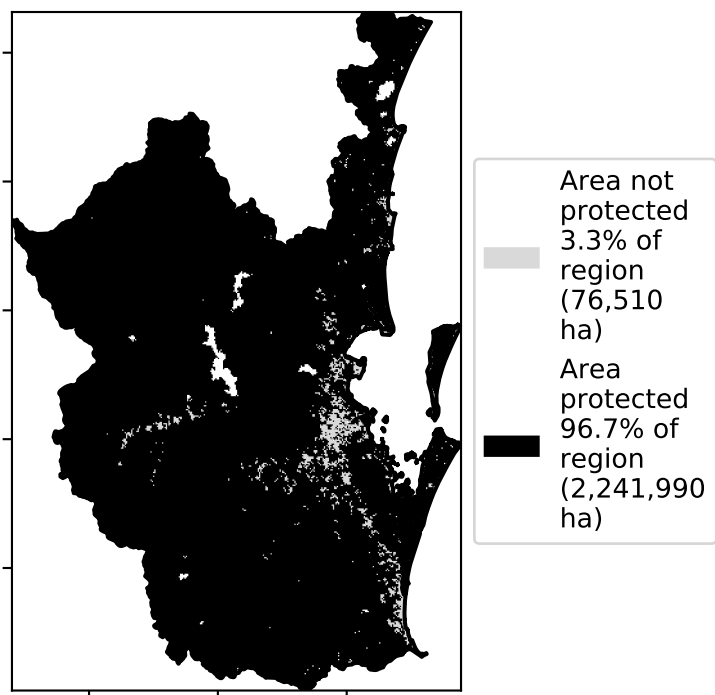 Area not
protected
3.3% of
region
(76,510
ha)
Area
protected
96.7% of
region
(2,241,990
ha)